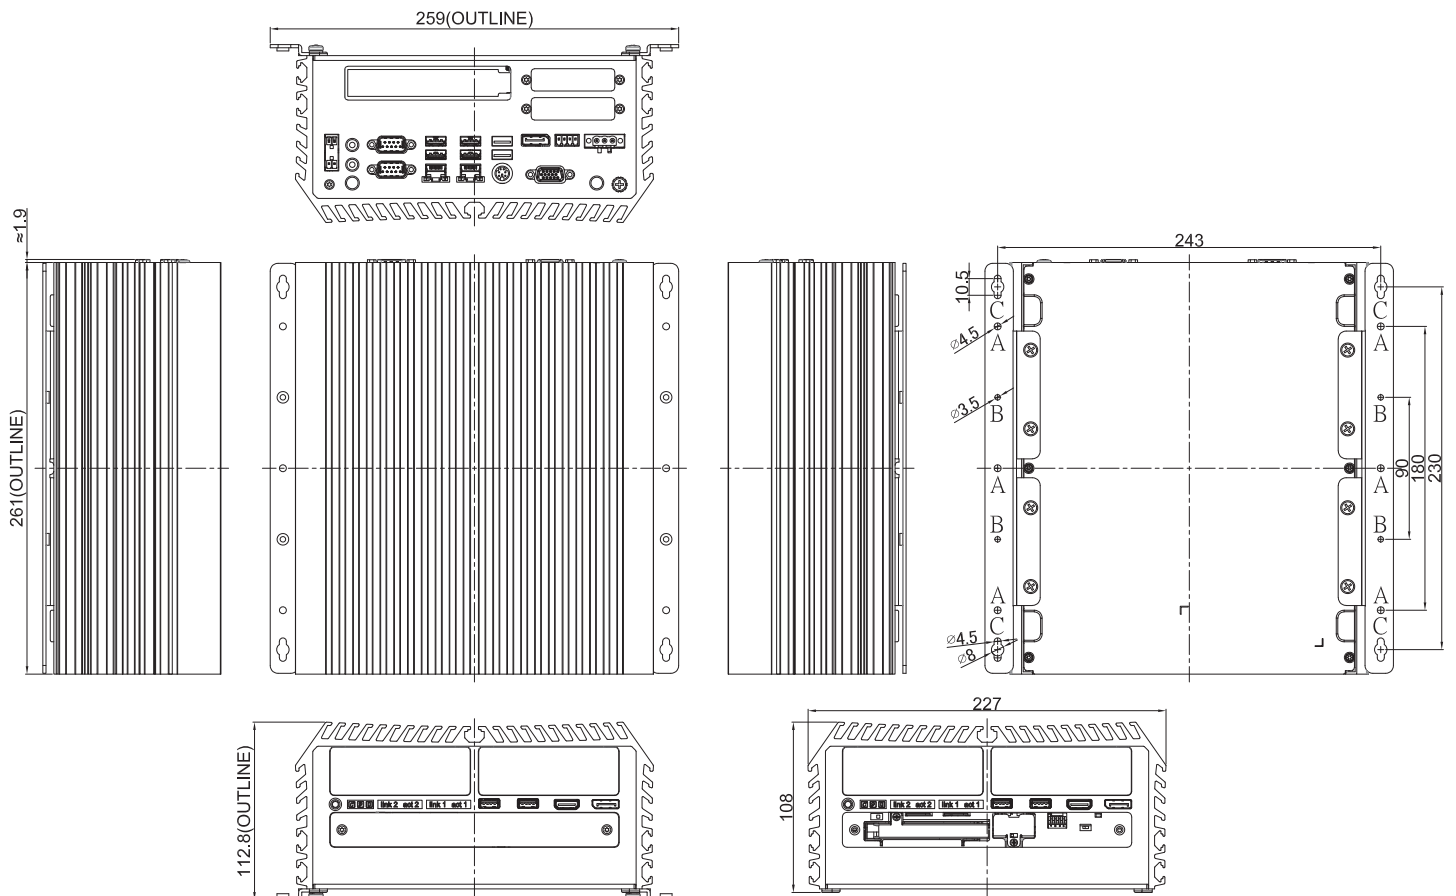 259(OUTLINE)
≈1.9
261(OUTLINE)
243
10.5
C
C
⌀4.5
A
A
⌀3.5
B
B
90
180
230
A
A
B
B
A
A
⌀4.5
C
C
⌀8
112.8(OUTLINE)
link 2 act 2 link 1 act 1
227
108
link 2 act 2 link 1 act 1